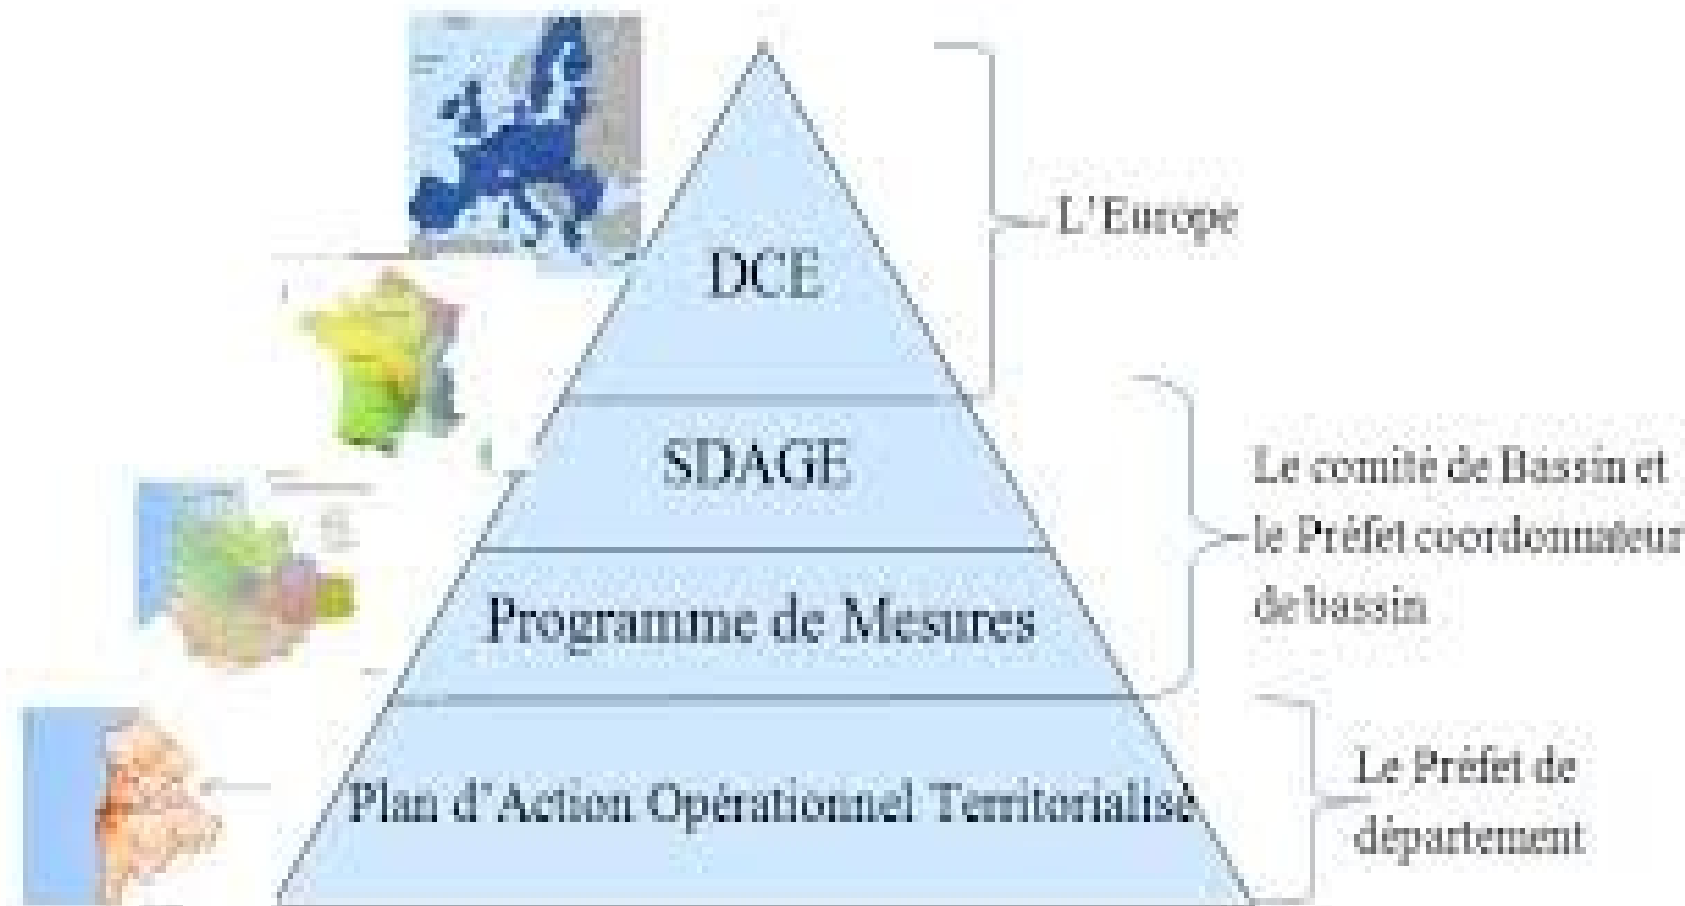 DCE
SDAGE
Programme de Mesures
Plan d'Action Opérationnel Territorialisé
L'Europe
Le comité de Bassin et
le Préfet coordonnateur
de bassin
Le Préfet de
département